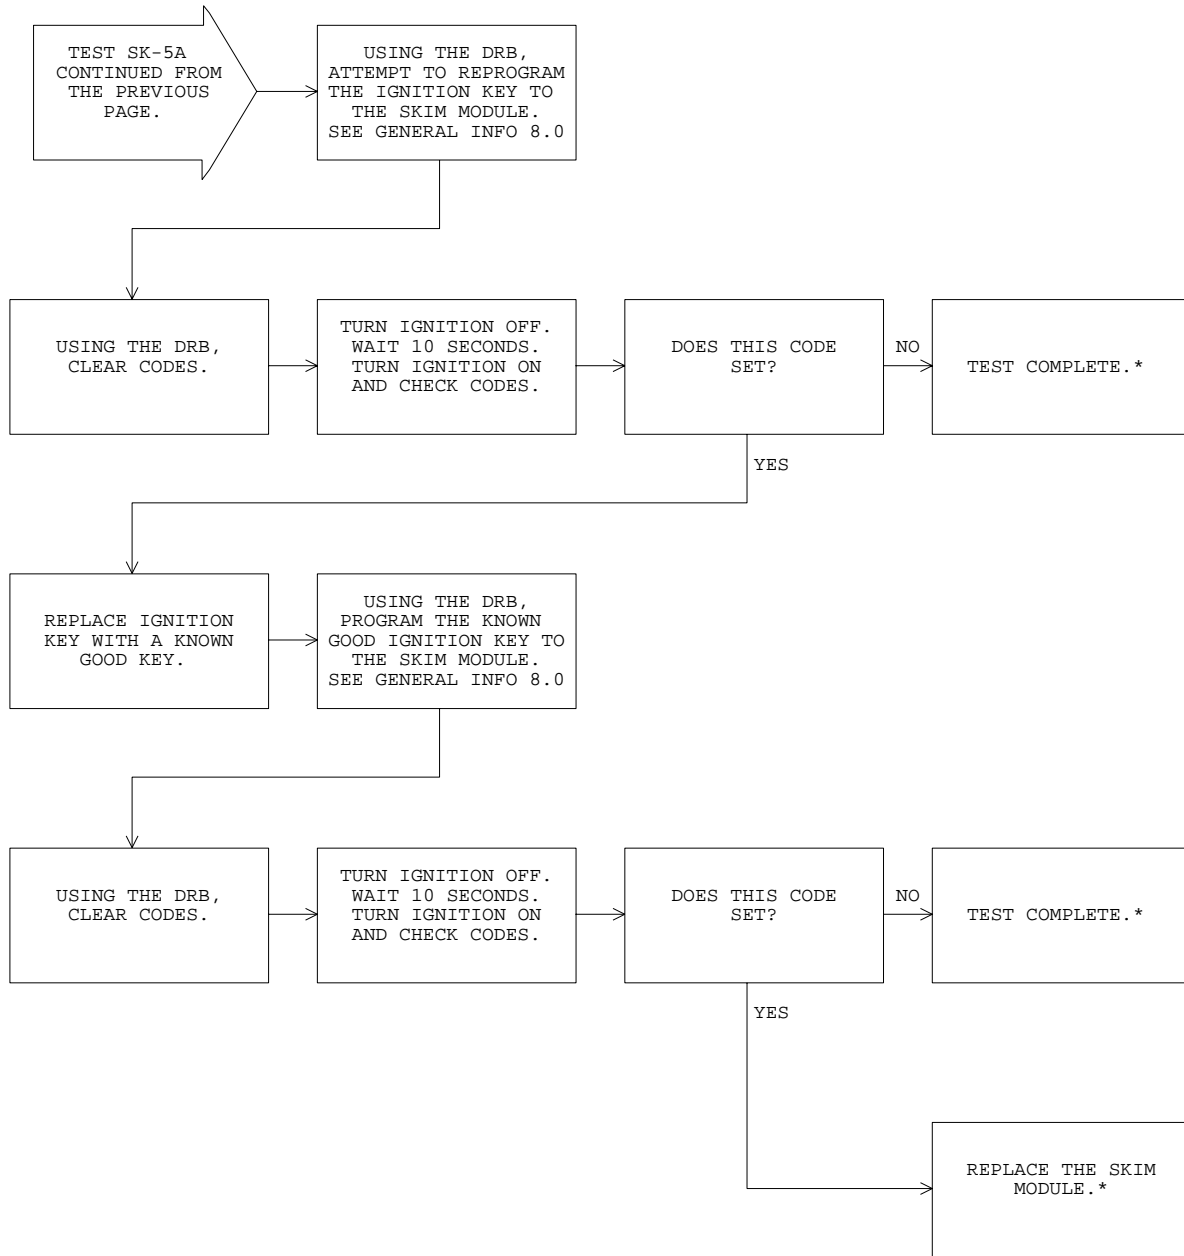 TEST SK-5A
CONTINUED FROM
THE PREVIOUS
PAGE.
USING THE DRB,
ATTEMPT TO REPROGRAM
THE IGNITION KEY TO
THE SKIM MODULE.
SEE GENERAL INFO 8.0
USING THE DRB,
CLEAR CODES.
TURN IGNITION OFF.
WAIT 10 SECONDS.
TURN IGNITION ON
AND CHECK CODES.
DOES THIS CODE
SET?
NO
TEST COMPLETE.*
YES
REPLACE IGNITION
KEY WITH A KNOWN
GOOD KEY.
USING THE DRB,
PROGRAM THE KNOWN
GOOD IGNITION KEY TO
THE SKIM MODULE.
SEE GENERAL INFO 8.0
USING THE DRB,
CLEAR CODES.
TURN IGNITION OFF.
WAIT 10 SECONDS.
TURN IGNITION ON
AND CHECK CODES.
DOES THIS CODE
SET?
NO
TEST COMPLETE.*
YES
REPLACE THE SKIM
MODULE.*